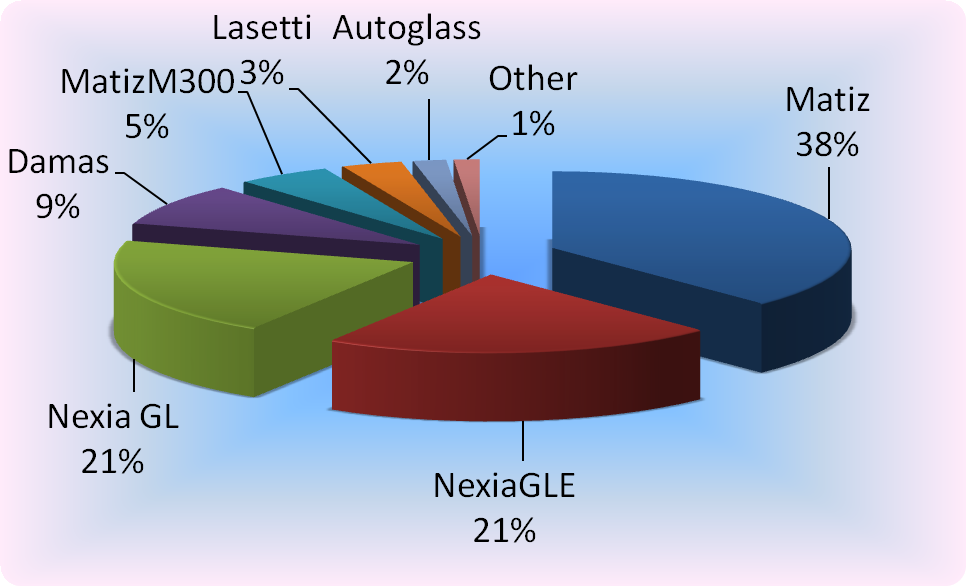 Lasetti
3%
Autoglass
2%
Other
1%
Matiz
38%
MatizM300
5%
Damas
9%
Nexia GL
21%
NexiaGLE
21%